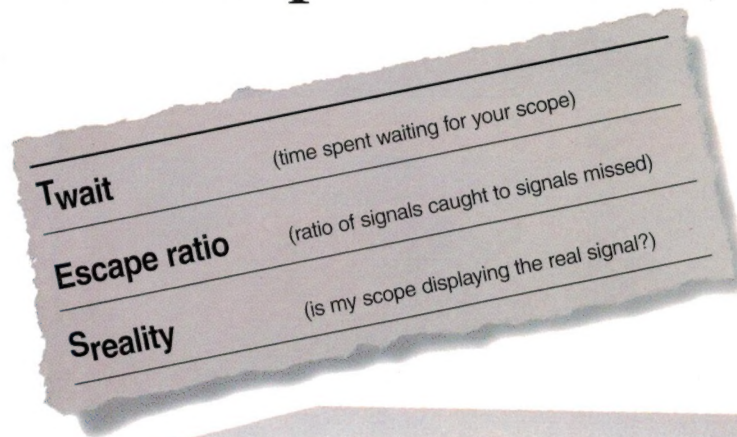 Twait (time spent waiting for your scope)
Escape ratio (ratio of signals caught to signals missed)
Sreality (is my scope displaying the real signal?)